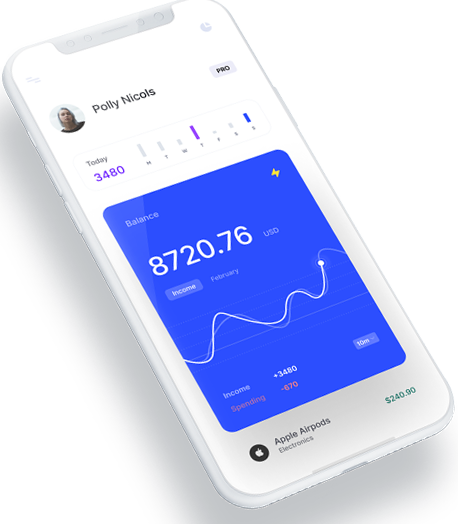 PRO
Polly Nicols
Today
3480
M T W T F S S
Balance
8720.76 USD
Income February
10m
Income +3480
Spending -670
Apple Airpods $240.90
Electronics